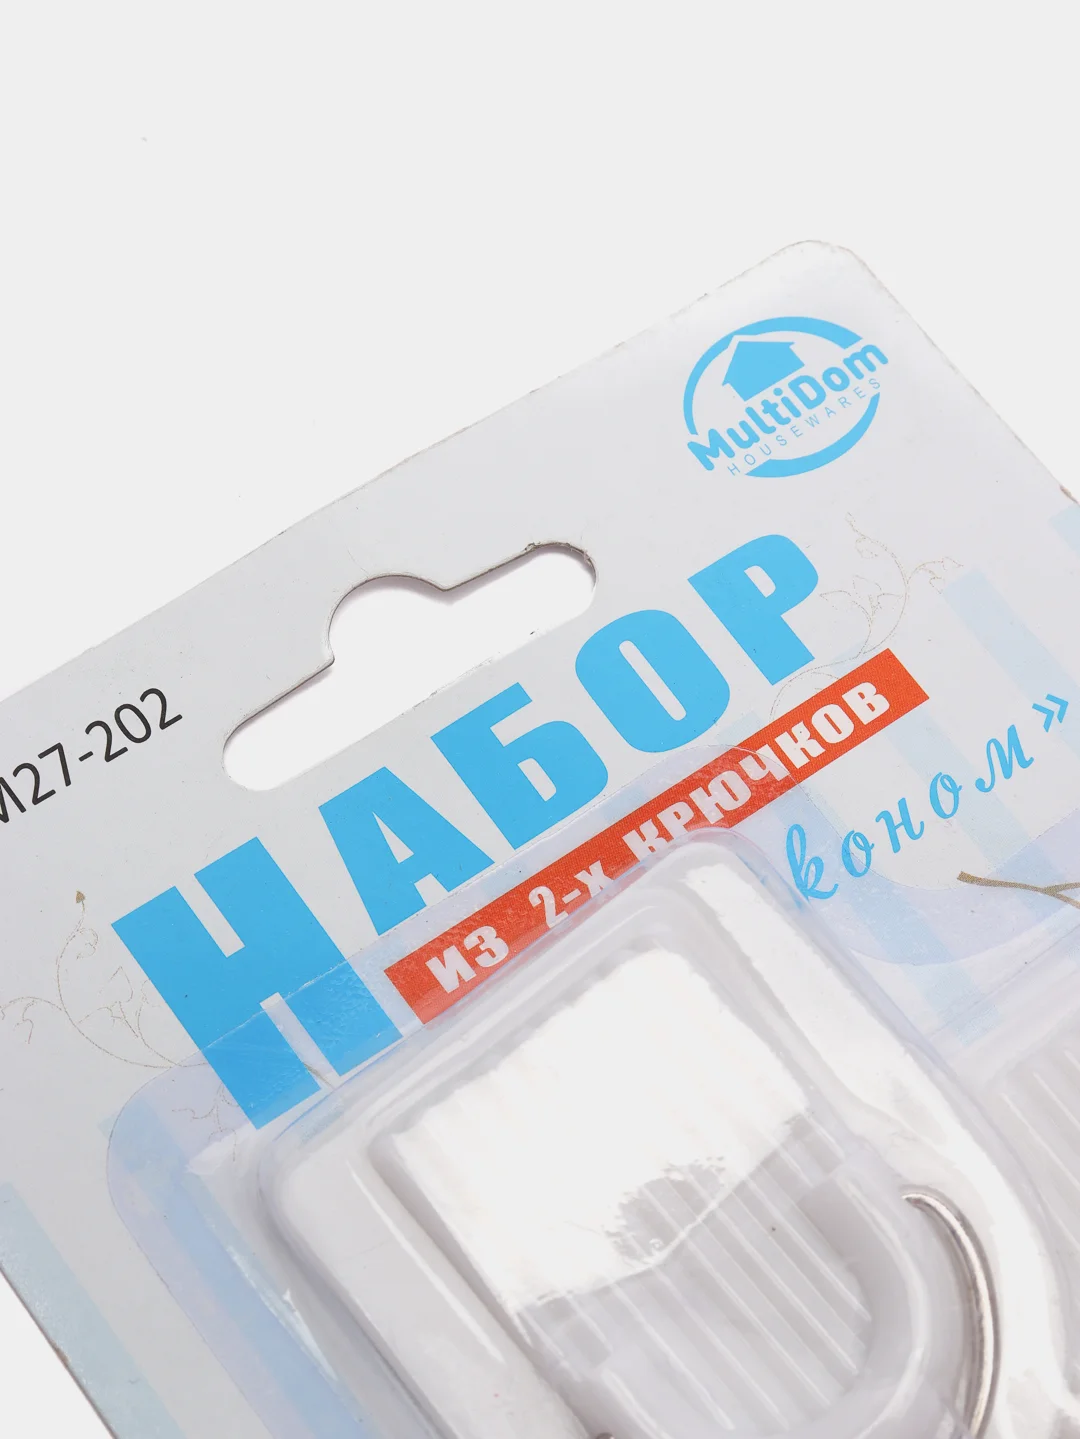 MultiDom
HOUSEWARES
M27-202
НАБОР
ИЗ 2-х КРЮЧКОВ
коном»